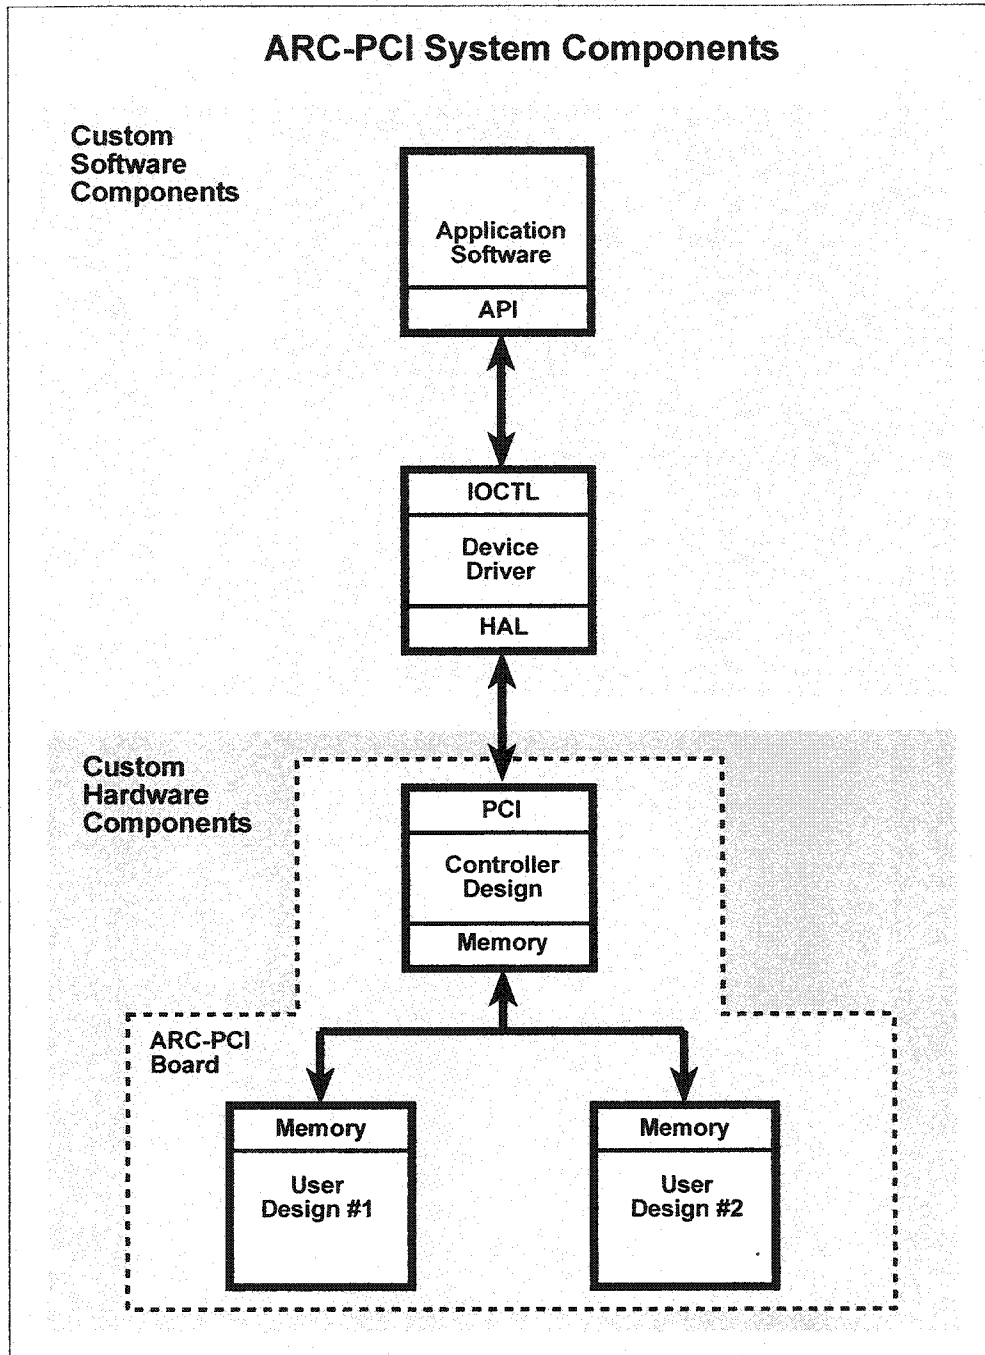 ARC-PCI System Components
Custom
Software
Components
Application
Software
API
IOCTL
Device
Driver
HAL
Custom
Hardware
Components
PCI
Controller
Design
Memory
ARC-PCI
Board
Memory
User
Design #1
Memory
User
Design #2